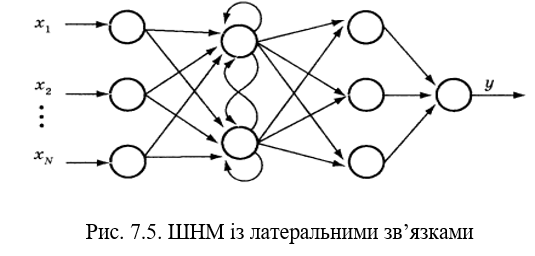 x1
x2
⋮
xN
y
Рис. 7.5. ШНМ із латеральними зв’язками